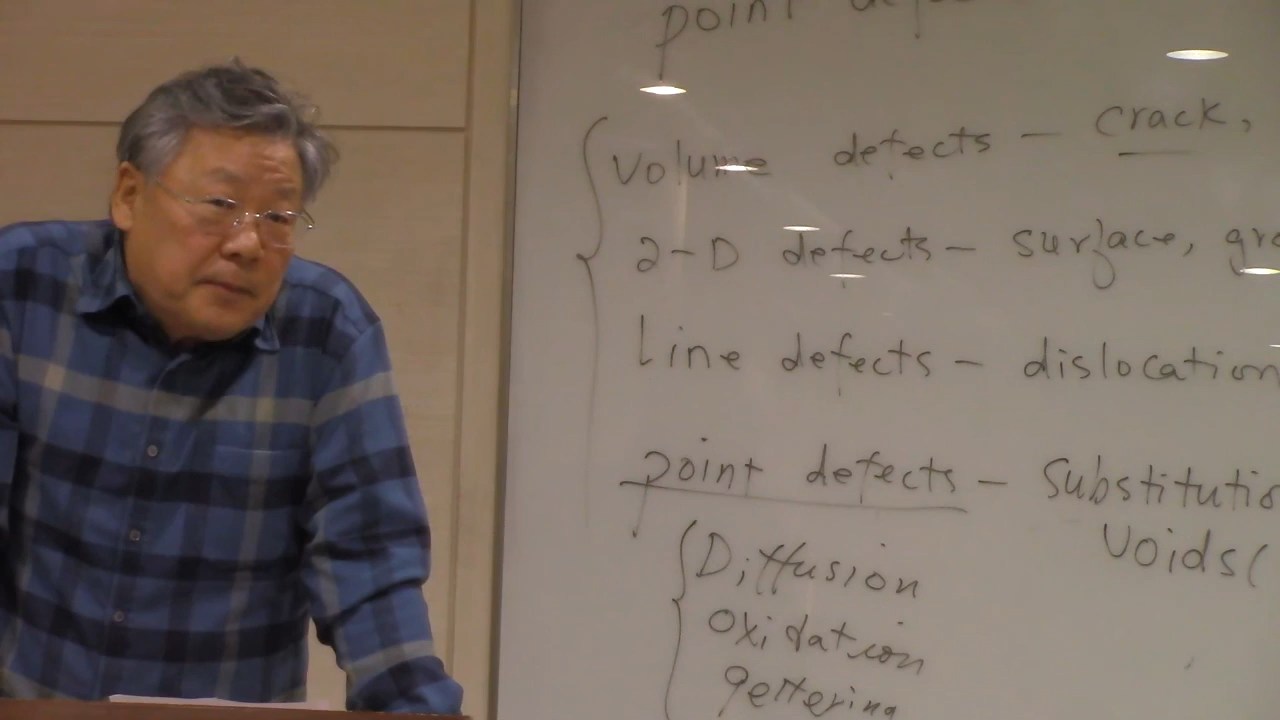 point
volume defects — crack,
2-D defects — surface,
Line defects — dislocation
point defects — Substitutio
Voids(
Diffusion
Oxidation
gettering